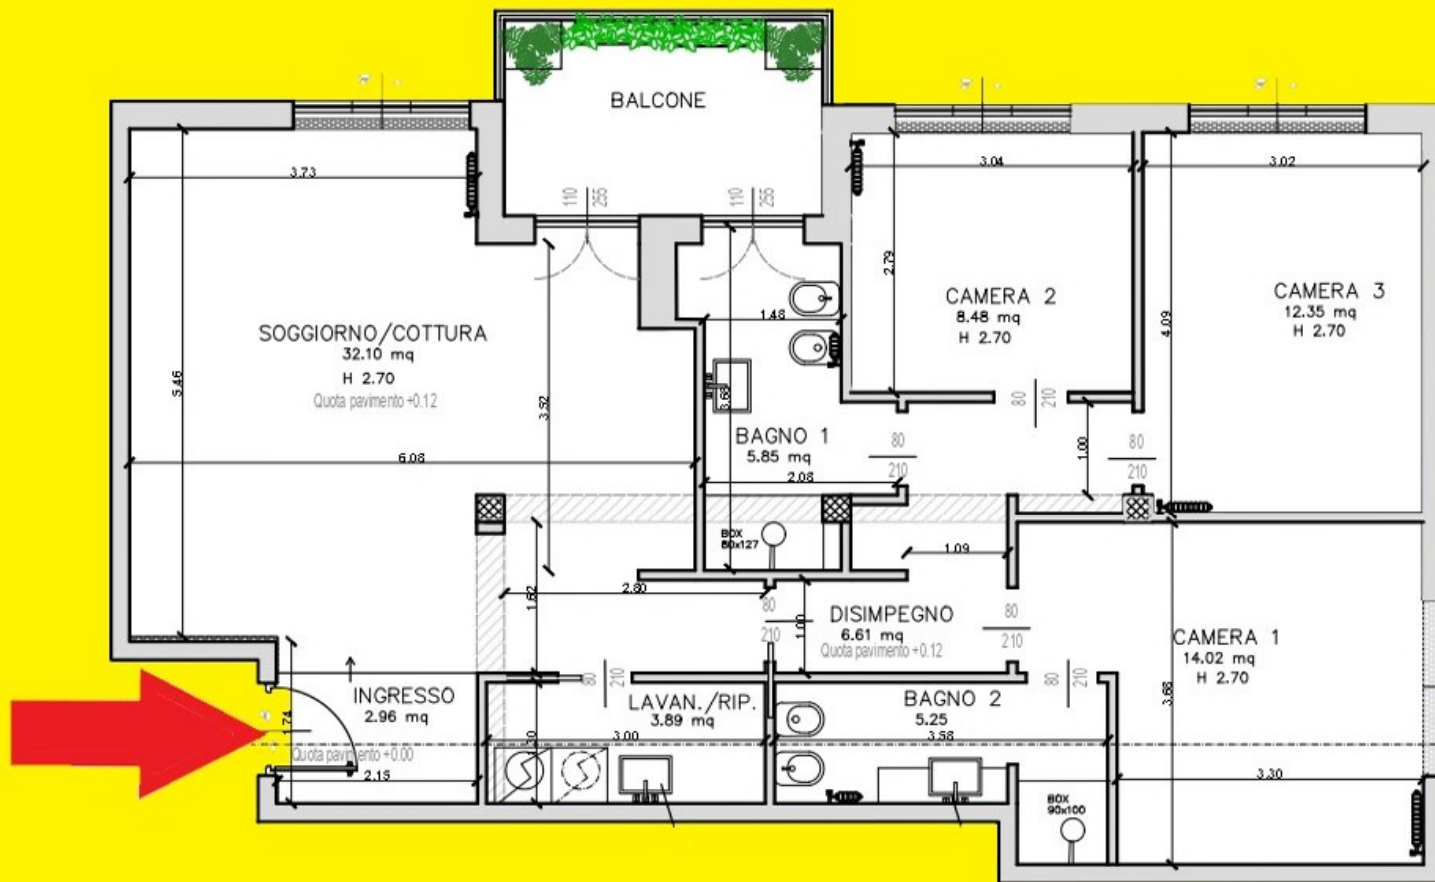 BALCONE
3.73
110
255
110
255
3.04
3.02
2.79
SOGGIORNO/COTTURA
32.10 mq
H 2.70
Quota pavimento +0.12
1.48
CAMERA 2
8.48 mq
H 2.70
CAMERA 3
12.35 mq
H 2.70
4.09
5.46
3.52
3.68
80
210
6.08
BAGNO 1
5.85 mq
2.08
80
210
1.00
80
210
BOX
80x127
1.09
1.62
2.80
80
210
1.00
DISIMPEGNO
6.61 mq
Quota pavimento +0.12
80
210
CAMERA 1
14.02 mq
H 2.70
3.68
INGRESSO
2.96 mq
1.74
Quota pavimento +0.00
2.15
80
210
LAVAN./RIP.
3.89 mq
3.00
BAGNO 2
5.25
3.58
80
210
3.30
BOX
90x100